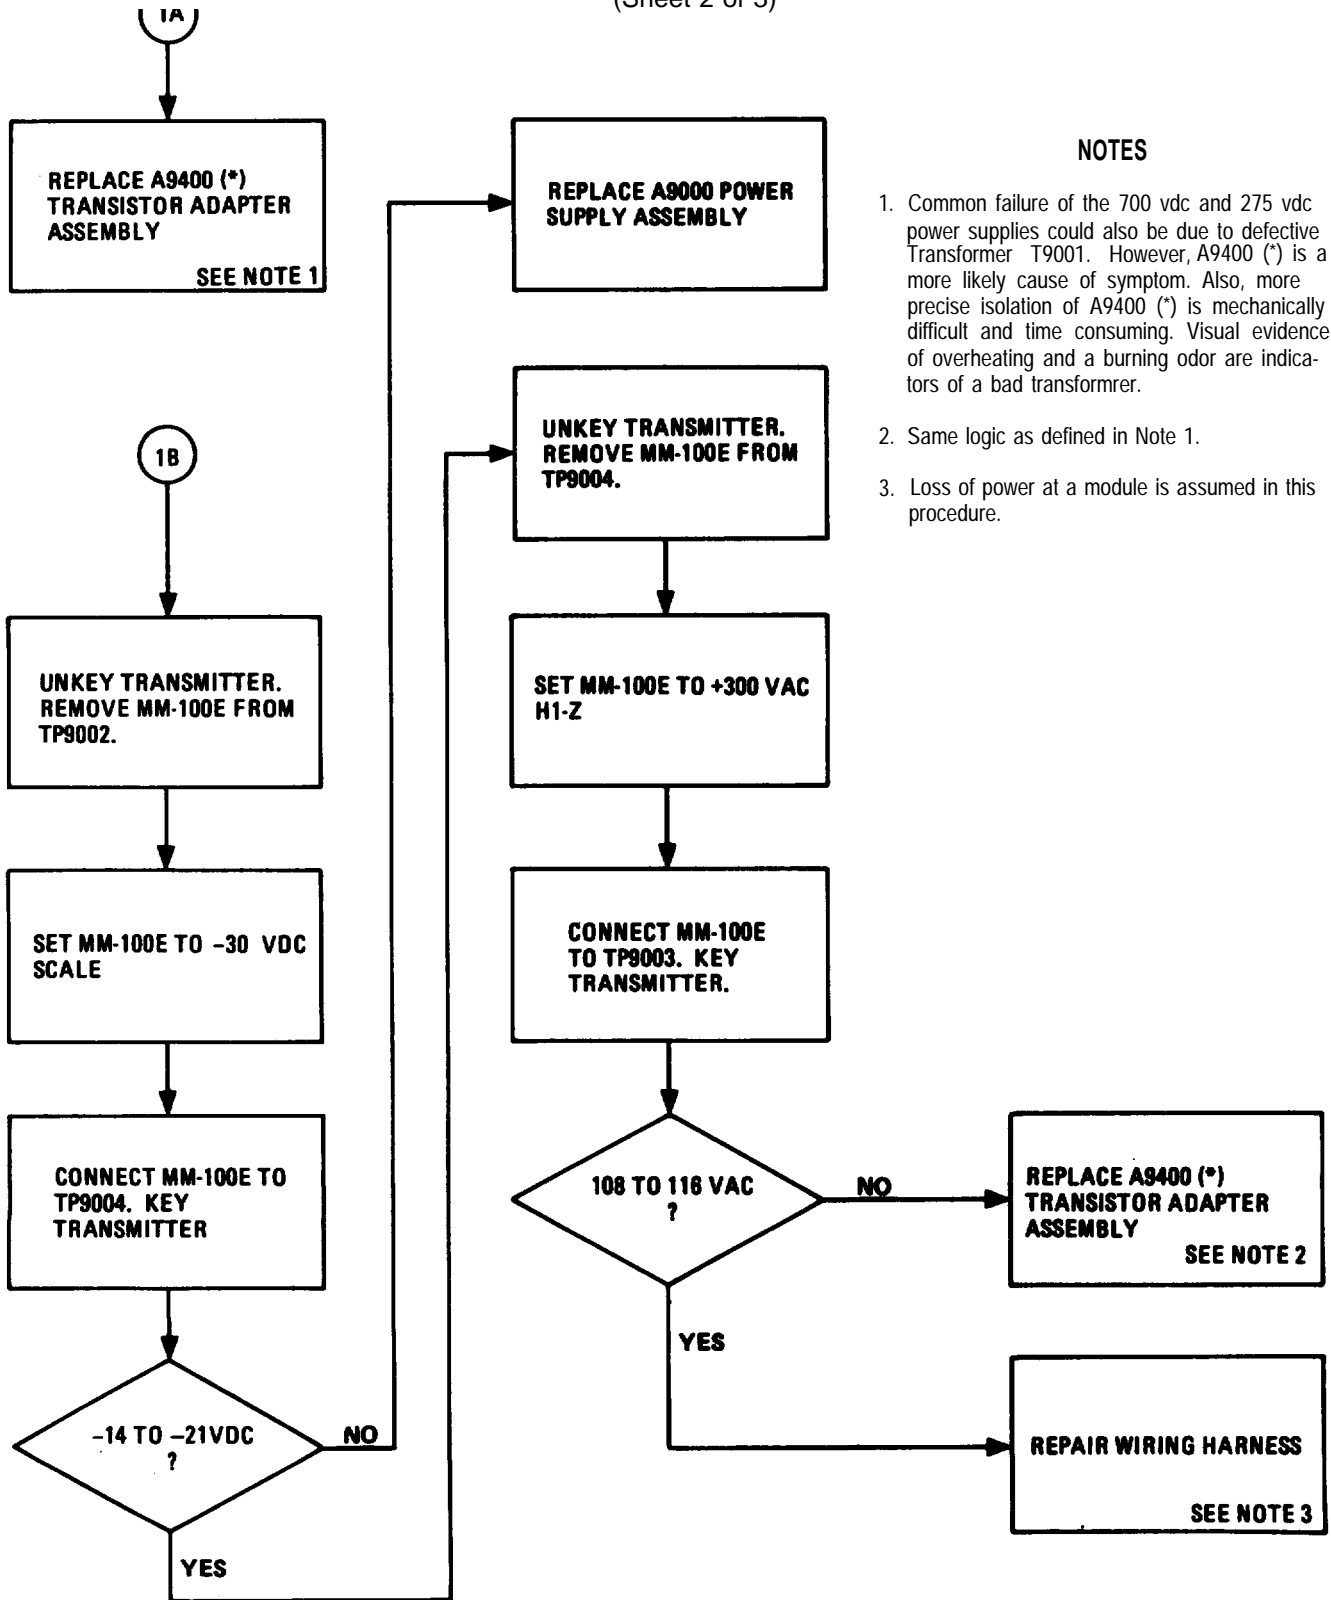 (Sheet 2 of 3)
1A
REPLACE A9400 (*)
TRANSISTOR ADAPTER
ASSEMBLY
SEE NOTE 1
1B
UNKEY TRANSMITTER.
REMOVE MM-100E FROM
TP9002.
SET MM-100E TO –30 VDC
SCALE
CONNECT MM-100E TO
TP9004. KEY
TRANSMITTER
–14 TO –21VDC
?
NO
YES
REPLACE A9000 POWER
SUPPLY ASSEMBLY
UNKEY TRANSMITTER.
REMOVE MM-100E FROM
TP9004.
SET MM-100E TO +300 VAC
H1-Z
CONNECT MM-100E
TO TP9003. KEY
TRANSMITTER.
108 TO 116 VAC
?
NO
YES
REPLACE A9400 (*)
TRANSISTOR ADAPTER
ASSEMBLY
SEE NOTE 2
REPAIR WIRING HARNESS
SEE NOTE 3
NOTES
1. Common failure of the 700 vdc and 275 vdc
power supplies could also be due to defective
Transformer T9001. However, A9400 (*) is a
more likely cause of symptom. Also, more
precise isolation of A9400 (*) is mechanically
difficult and time consuming. Visual evidence
of overheating and a burning odor are indica-
tors of a bad transformrer.
2. Same logic as defined in Note 1.
3. Loss of power at a module is assumed in this
procedure.